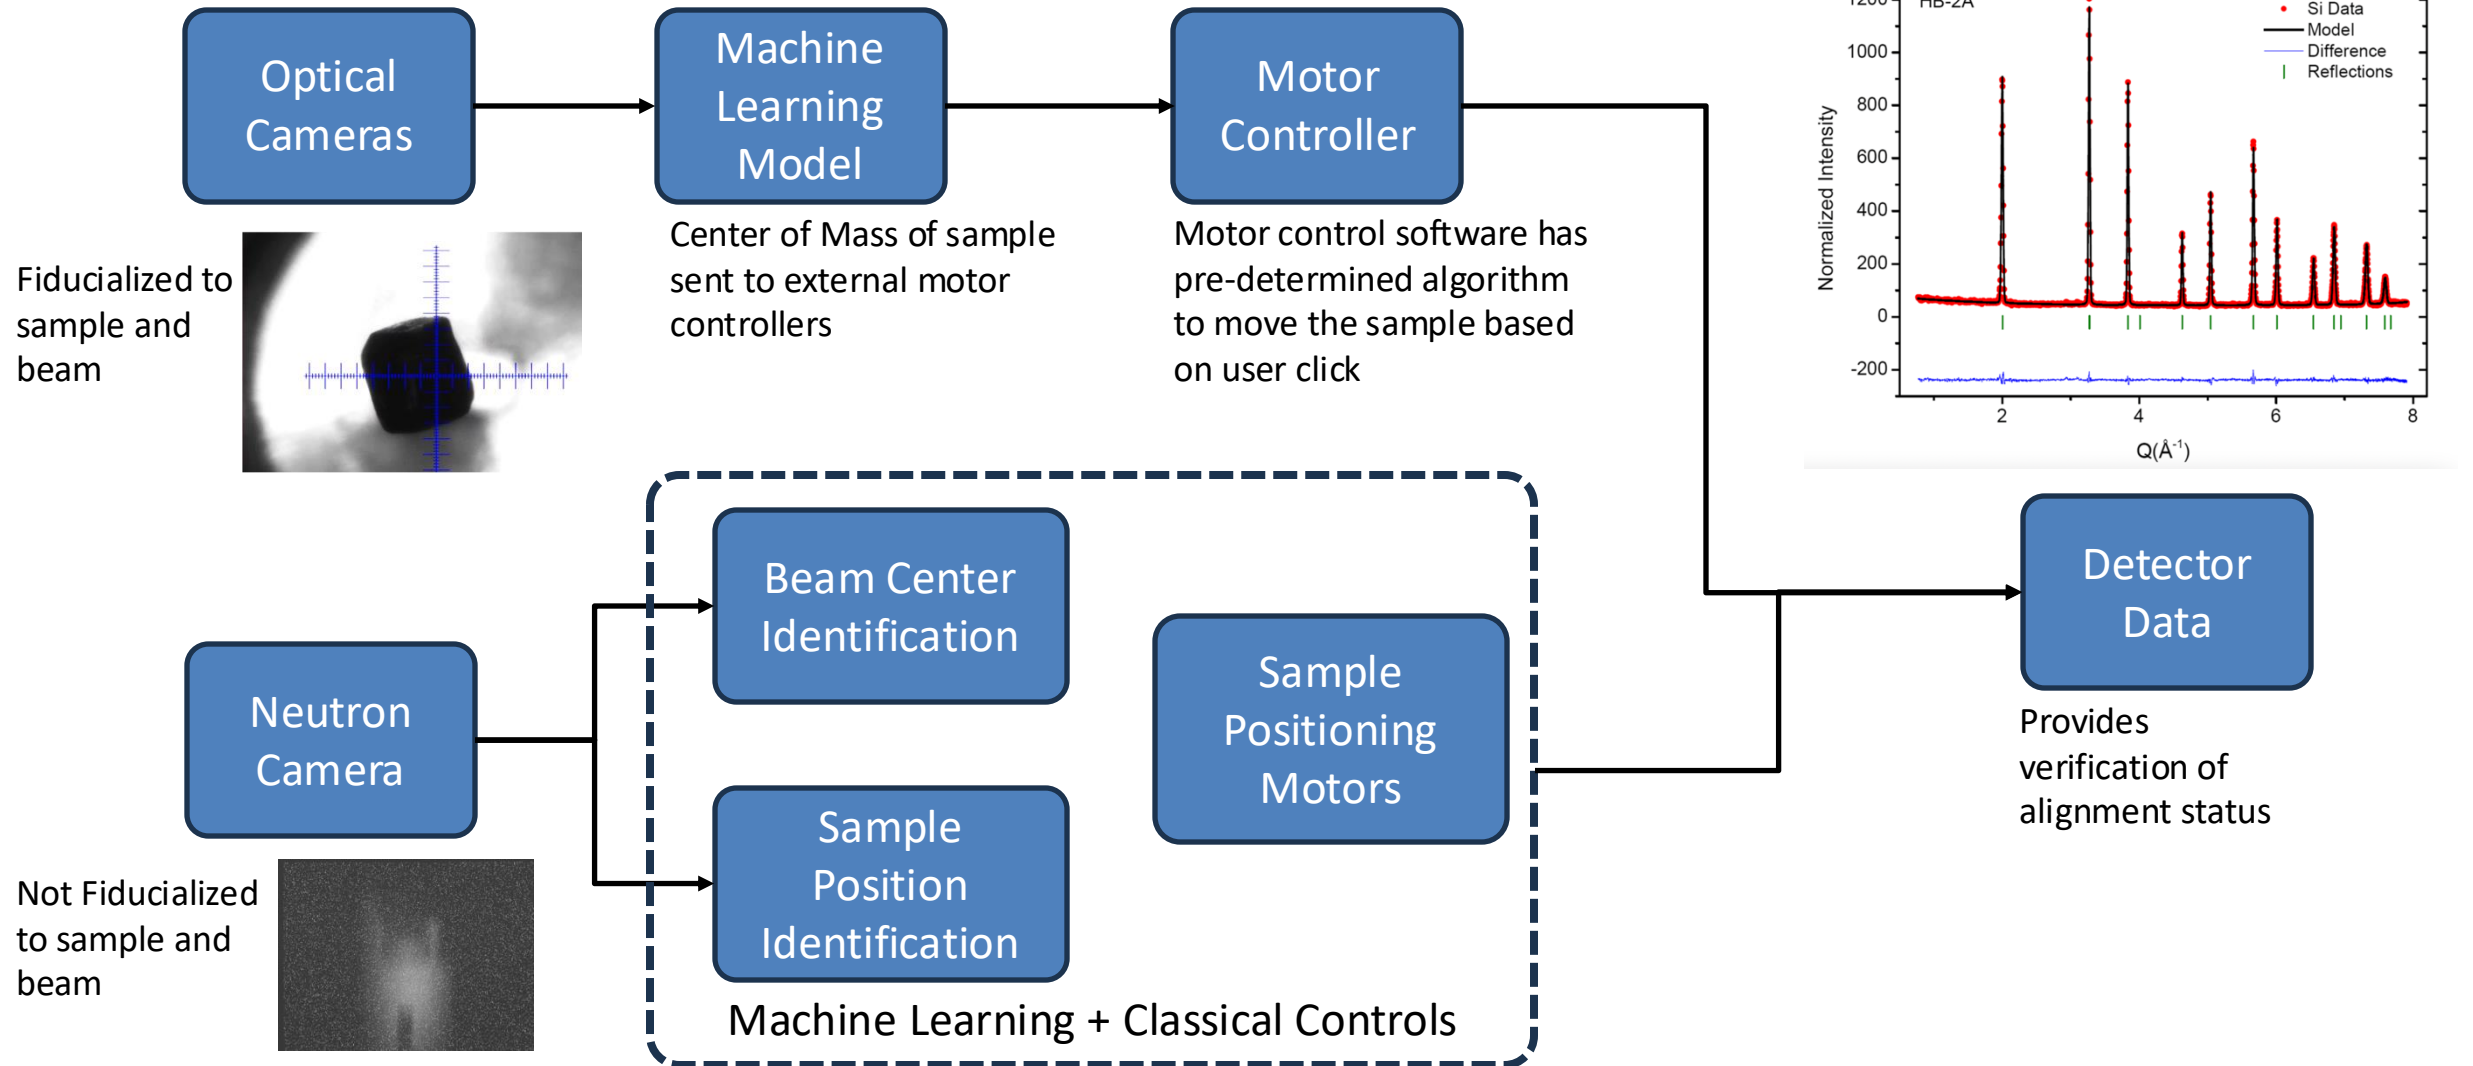 Optical
Cameras
Machine
Learning
Model
Motor
Controller
Fiducialized to
sample and
beam
Center of Mass of sample
sent to external motor
controllers
Motor control software has
pre-determined algorithm
to move the sample based
on user click
1200
HB-2A
Si Data
Model
Difference
Reflections
1000
800
600
400
200
0
-200
Normalized Intensity
2
4
6
8
Q(Å⁻¹)
Neutron
Camera
Not Fiducialized
to sample and
beam
Beam Center
Identification
Sample
Position
Identification
Sample
Positioning
Motors
Machine Learning + Classical Controls
Detector
Data
Provides
verification of
alignment status